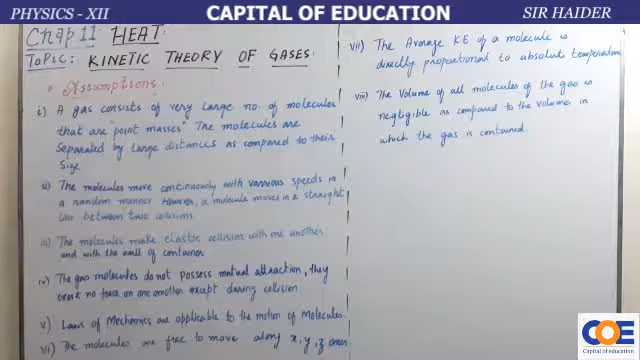 PHYSICS - XII
CAPITAL OF EDUCATION
SIR HAIDER
Chap 11: HEAT
TOPIC: KINETIC THEORY OF GASES.
Assumptions.
i) A gas consists of very large no of molecules
that are "point masses" The molecules are
separated by large distances as compared to their
size
ii) The molecules move continuously with various speeds in
a random manner However, a molecule moves in a straight
line between two collisions.
iii) The molecules make elastic collision with one another
and with the wall of container
iv) The gas molecules do not possess mutual attraction, they
exert no force on one another except during collision.
v) Laws of Mechanics are applicable to the motion of Molecules.
vi) The molecules are free to move along x, y, z axes.
vii) The Average KE of a molecule is
directly proportional to absolute temperature
viii) The Volume of all molecules of the gas is
negligible as compared to the volume in
which the gas is contained.
COE
Capital of education